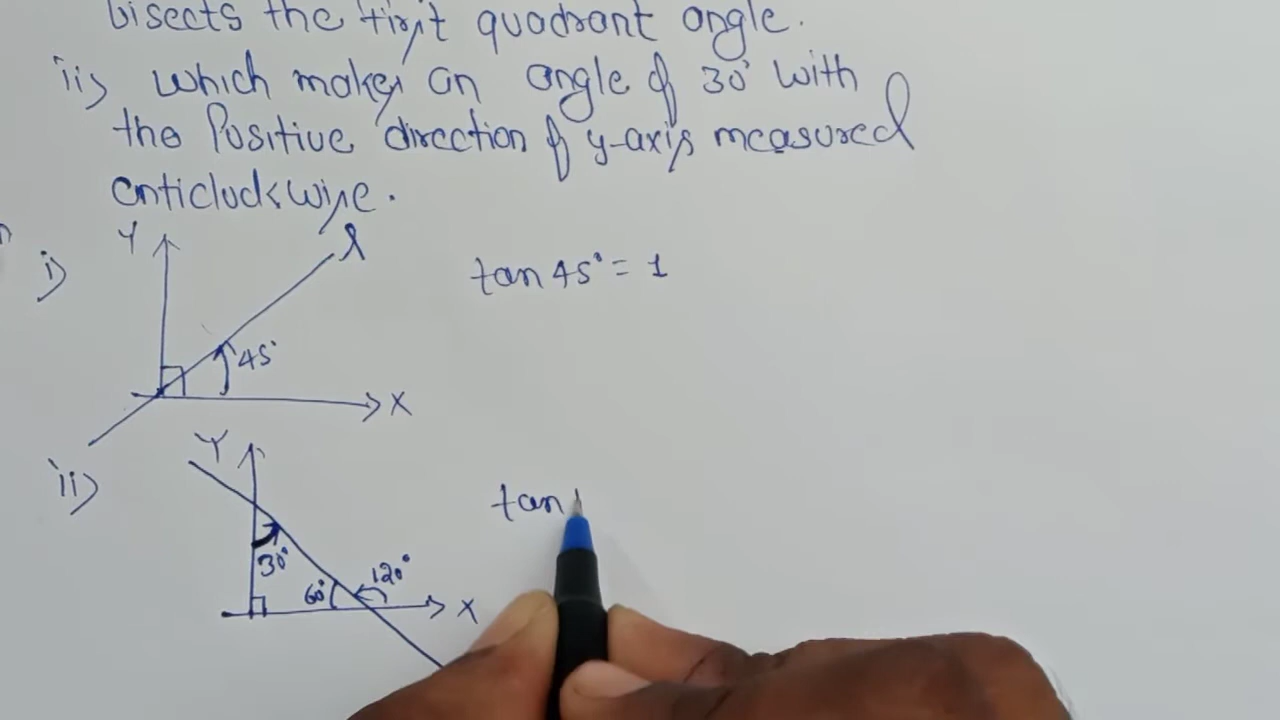 bisects the first quadrant angle.
ii) which makes an angle of 30° with
the Positive direction of y-axis measured
anticlockwise.
i)
Y
l
tan 45° = 1
45°
X
ii)
Y
tan
30°
60°
120°
X